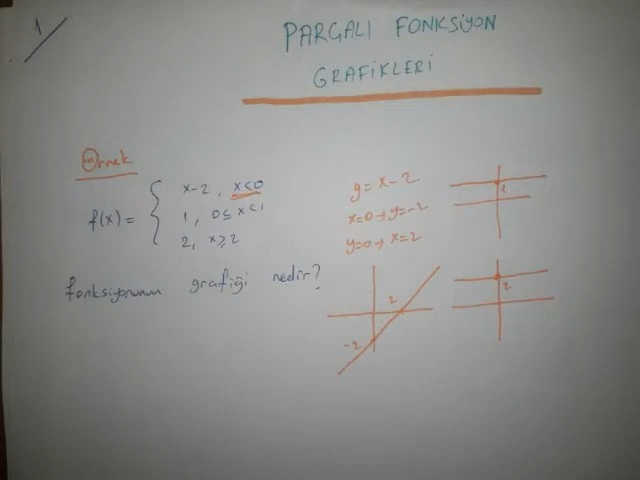 1
PARÇALI FONKSİYON
GRAFİKLERİ
Örnek
f(x) =
x-2, x<0
1, 0≤x<1
2, x≥2
fonksiyonunun grafiği nedir?
y = x-2
x=0→y=-2
y=0→x=2
1
2
-2
2